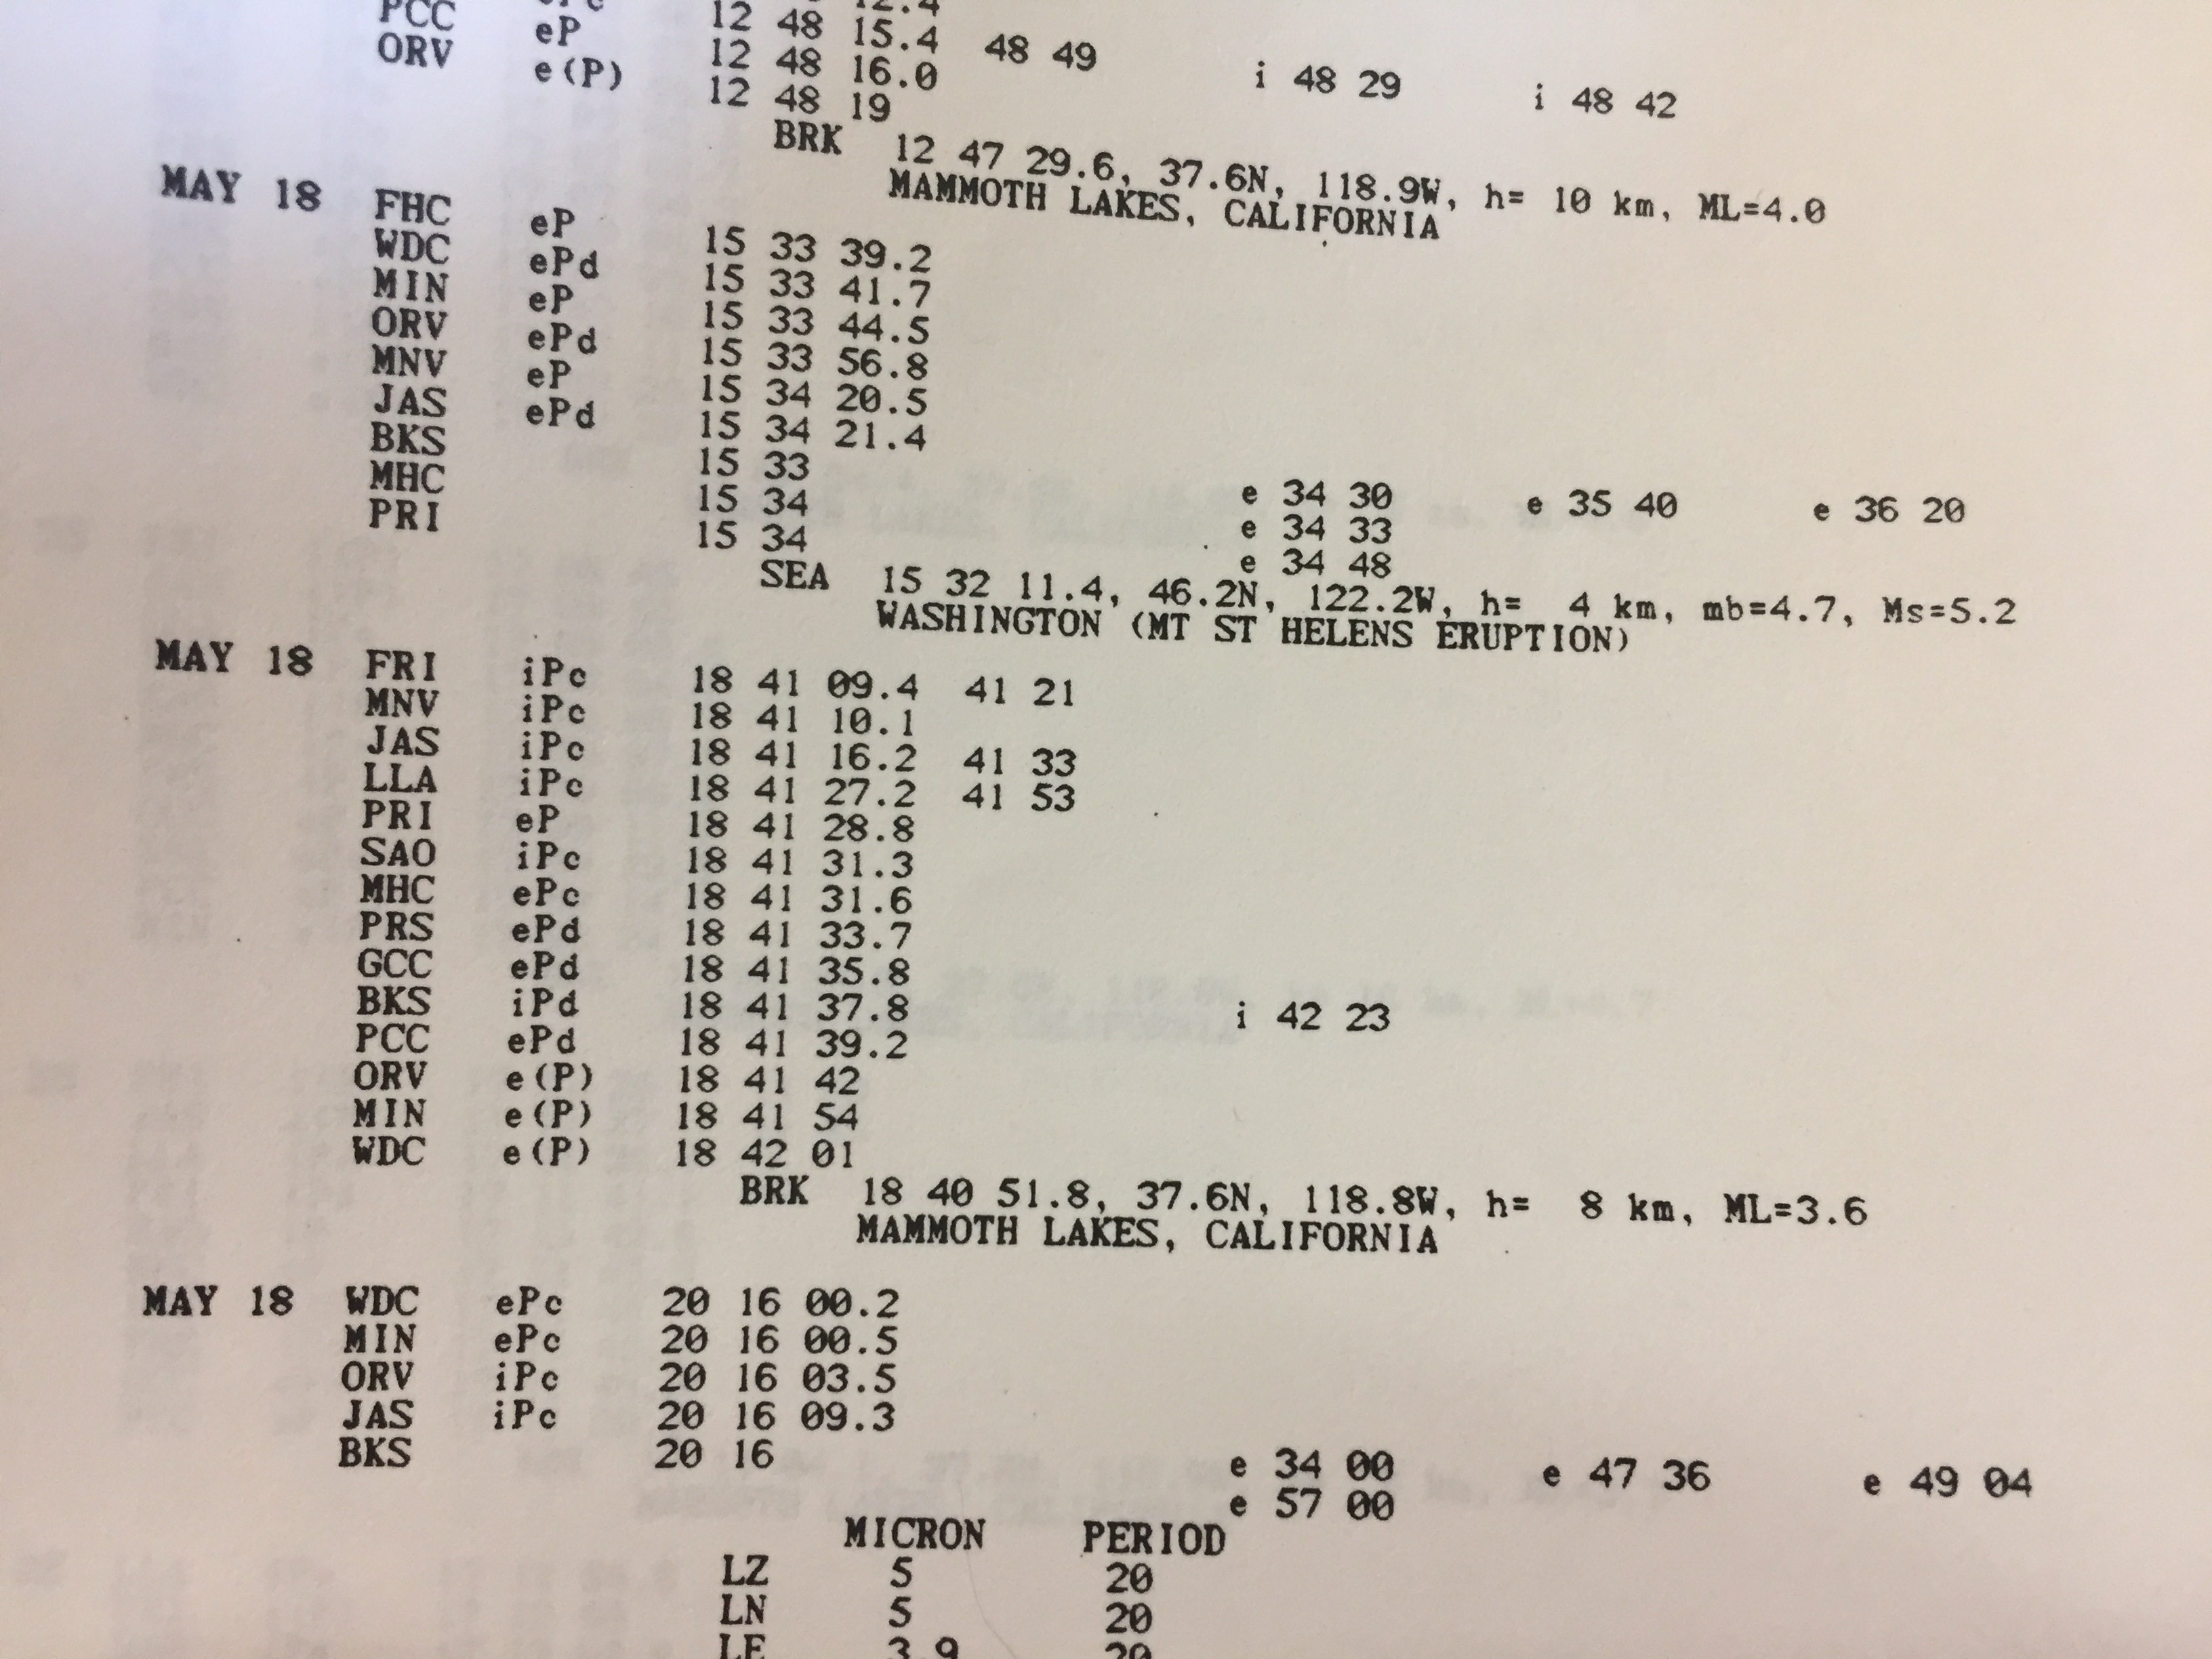 12.4
ePc 12 48 15.4 48 49 i 48 29 i 48 42
PCC eP 12 48 16.0
ORV e(P) 12 48 19
BRK 12 47 29.6, 37.6N, 118.9W, h= 10 km, ML=4.0
MAMMOTH LAKES, CALIFORNIA
MAY 18 FHC eP 15 33 39.2
WDC ePd 15 33 41.7
MIN eP 15 33 44.5
ORV ePd 15 33 56.8
MNV eP 15 34 20.5
JAS ePd 15 34 21.4
BKS 15 33 e 34 30 e 35 40 e 36 20
MHC 15 34 e 34 33
PRI 15 34 e 34 48
SEA 15 32 11.4, 46.2N, 122.2W, h= 4 km, mb=4.7, Ms=5.2
WASHINGTON (MT ST HELENS ERUPTION)
MAY 18 FRI iPc 18 41 09.4 41 21
MNV iPc 18 41 10.1
JAS iPc 18 41 16.2 41 33
LLA iPc 18 41 27.2 41 53
PRI eP 18 41 28.8
SAO iPc 18 41 31.3
MHC ePc 18 41 31.6
PRS ePd 18 41 33.7
GCC ePd 18 41 35.8
BKS iPd 18 41 37.8 i 42 23
PCC ePd 18 41 39.2
ORV e(P) 18 41 42
MIN e(P) 18 41 54
WDC e(P) 18 42 01
BRK 18 40 51.8, 37.6N, 118.8W, h= 8 km, ML=3.6
MAMMOTH LAKES, CALIFORNIA
MAY 18 WDC ePc 20 16 00.2
MIN ePc 20 16 00.5
ORV iPc 20 16 03.5
JAS iPc 20 16 09.3
BKS 20 16 e 34 00 e 47 36 e 49 04
e 57 00
MICRON PERIOD
LZ 5 20
LN 5 20
LE 3.9 20